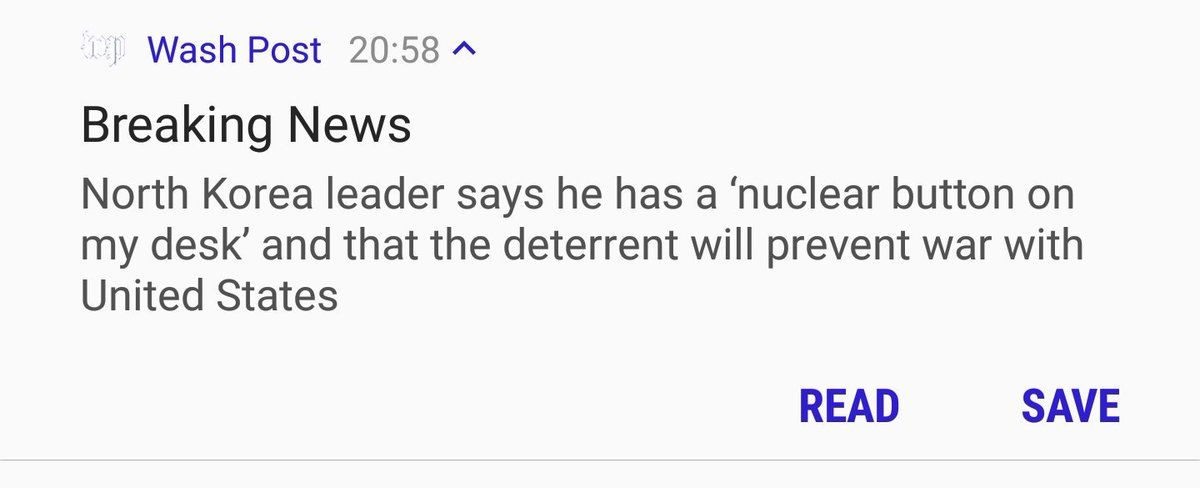 Wash Post 20:58
Breaking News
North Korea leader says he has a ‘nuclear button on
my desk’ and that the deterrent will prevent war with
United States
READ SAVE